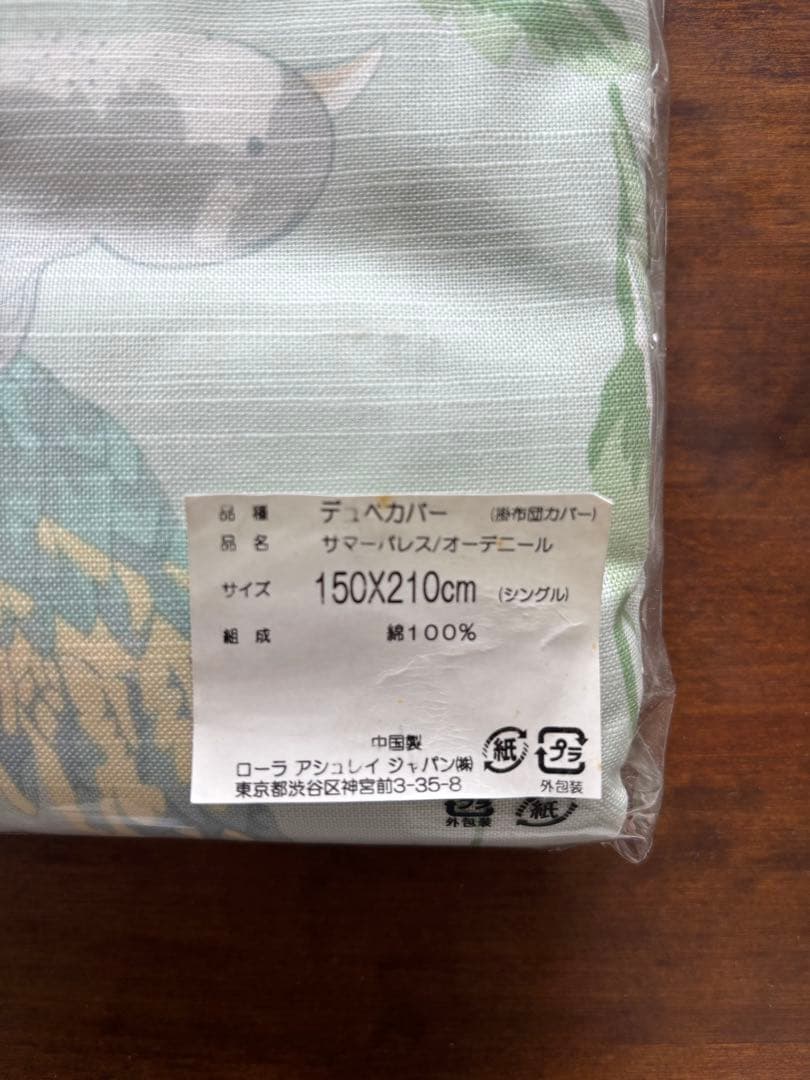 品種 デュベカバー (掛布団カバー)
品名 サマーパレス/オーデニール
サイズ 150X210cm (シングル)
組成 綿100%
中国製
ローラ アシュレイ ジャパン㈱
東京都渋谷区神宮前3-35-8
紙 プラ
外包装
プラ 紙
外包装